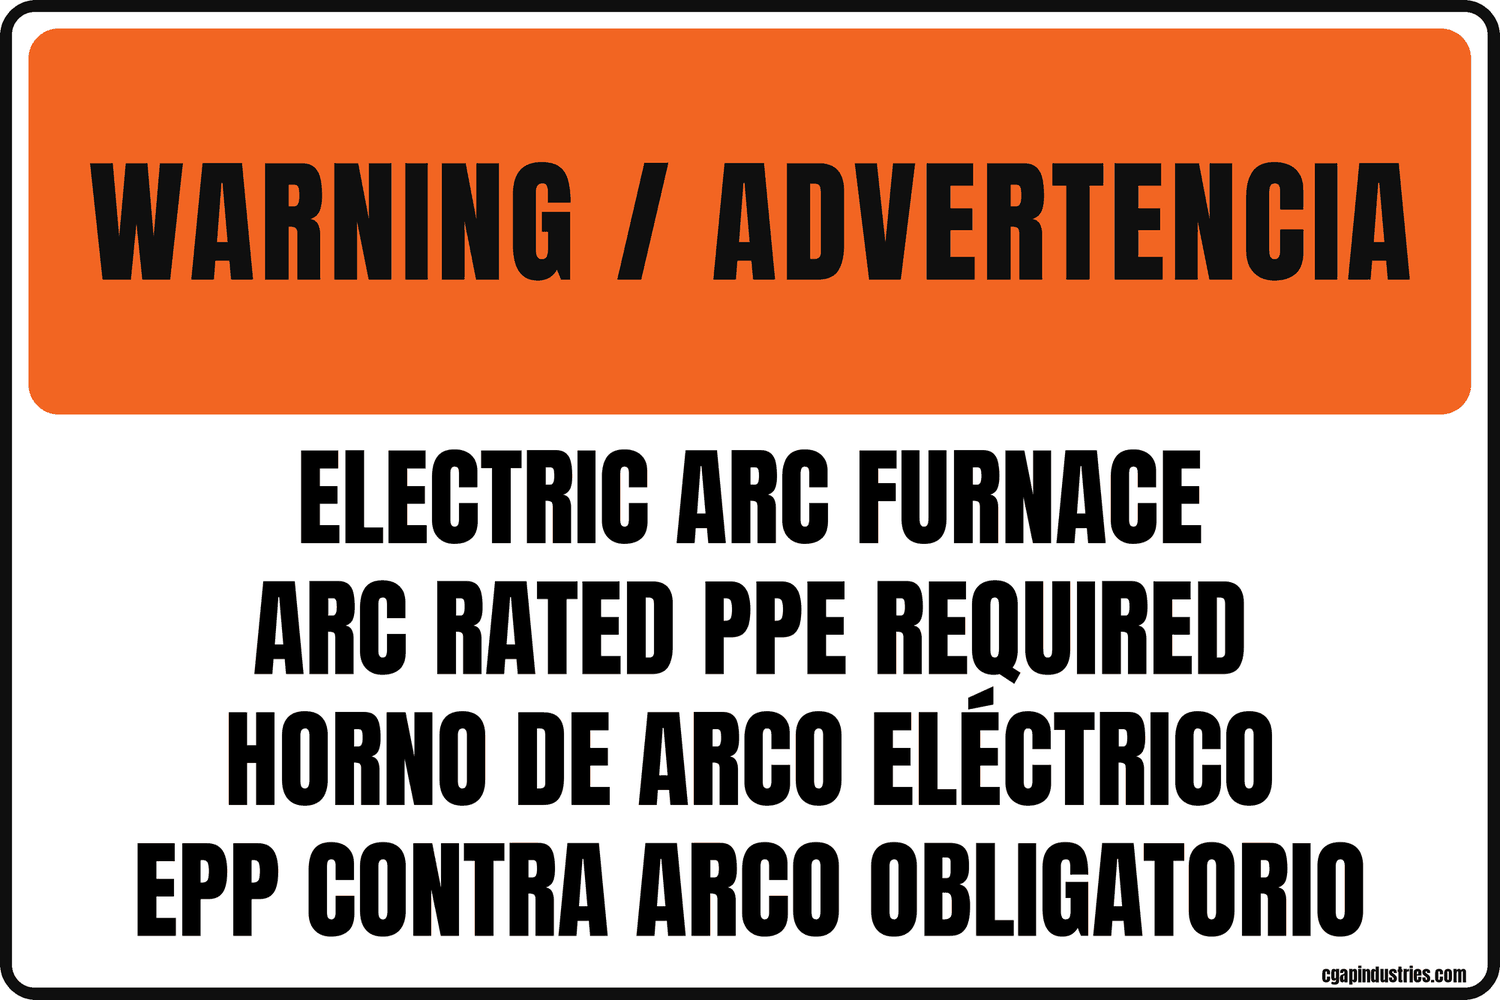 WARNING / ADVERTENCIA
ELECTRIC ARC FURNACE
ARC RATED PPE REQUIRED
HORNO DE ARCO ELÉCTRICO
EPP CONTRA ARCO OBLIGATORIO
cgapindustries.com